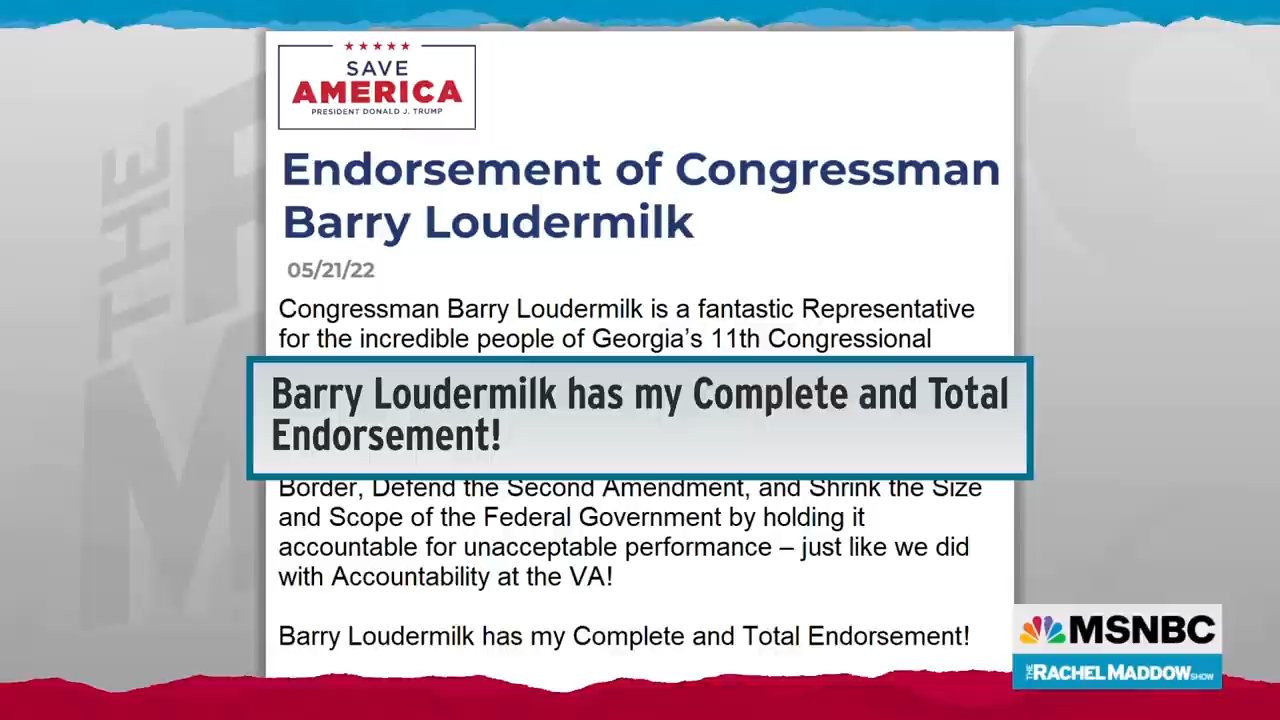 SAVE
AMERICA
PRESIDENT DONALD J. TRUMP
Endorsement of Congressman
Barry Loudermilk
05/21/22
Congressman Barry Loudermilk is a fantastic Representative
for the incredible people of Georgia’s 11th Congressional
Barry Loudermilk has my Complete and Total
Endorsement!
Border, Defend the Second Amendment, and Shrink the Size
and Scope of the Federal Government by holding it
accountable for unacceptable performance – just like we did
with Accountability at the VA!
Barry Loudermilk has my Complete and Total Endorsement!
THE
MSNBC
THE RACHEL MADDOW SHOW